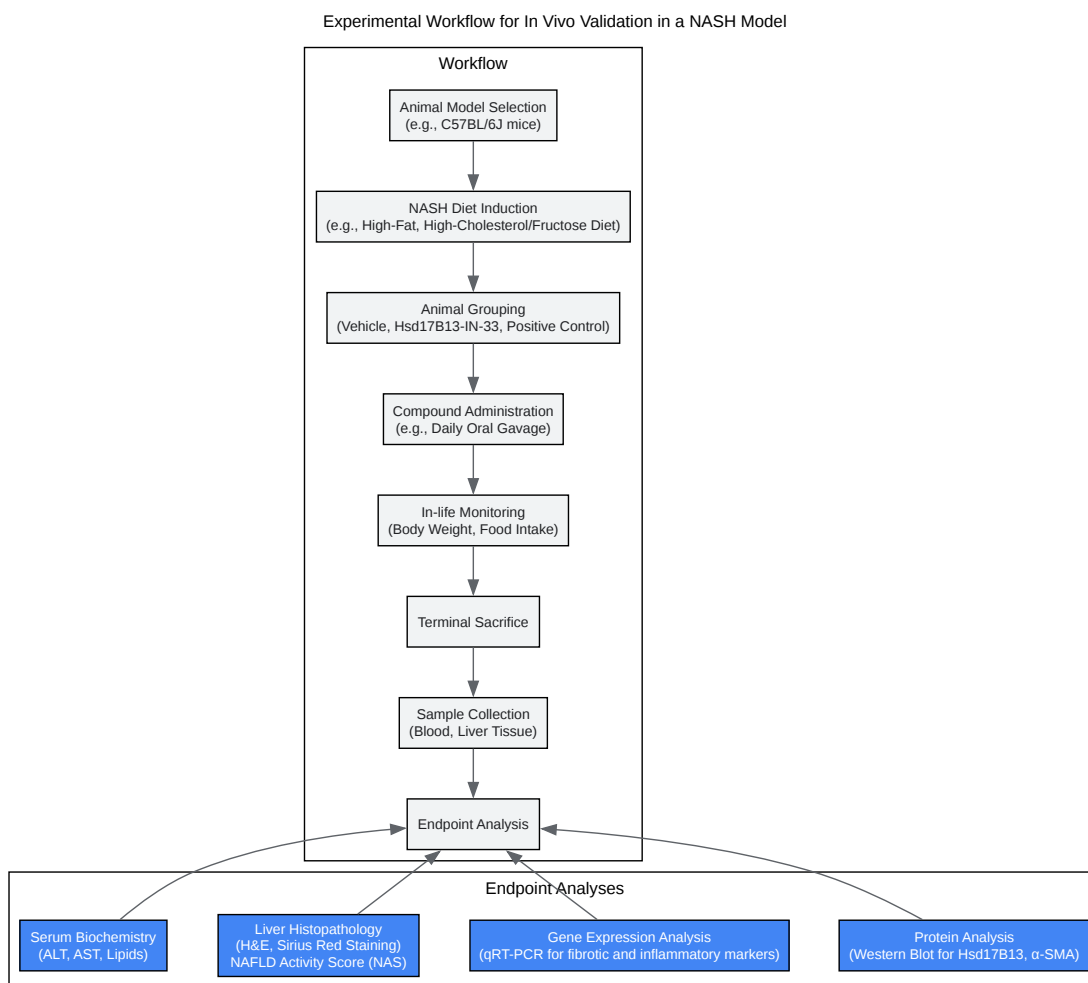 Experimental Workflow for In Vivo Validation in a NASH Model
Workflow
Animal Model Selection
(e.g., C57BL/6J mice)
NASH Diet Induction
(e.g., High-Fat, High-Cholesterol/Fructose Diet)
Animal Grouping
(Vehicle, Hsd17B13-IN-33, Positive Control)
Compound Administration
(e.g., Daily Oral Gavage)
In-life Monitoring
(Body Weight, Food Intake)
Terminal Sacrifice
Sample Collection
(Blood, Liver Tissue)
Endpoint Analysis
Endpoint Analyses
Serum Biochemistry
(ALT, AST, Lipids)
Liver Histopathology
(H&E, Sirius Red Staining)
NAFLD Activity Score (NAS)
Gene Expression Analysis
(qRT-PCR for fibrotic and inflammatory markers)
Protein Analysis
(Western Blot for Hsd17B13, α-SMA)